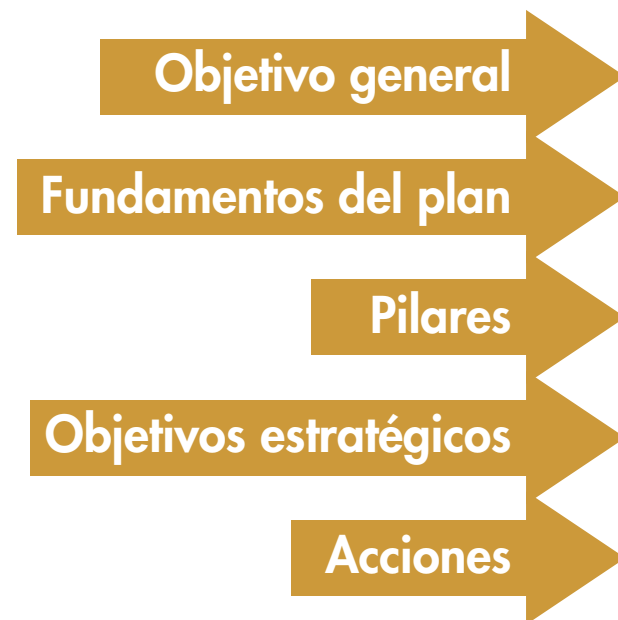 Objetivo general
Fundamentos del plan
Pilares
Objetivos estratégicos
Acciones